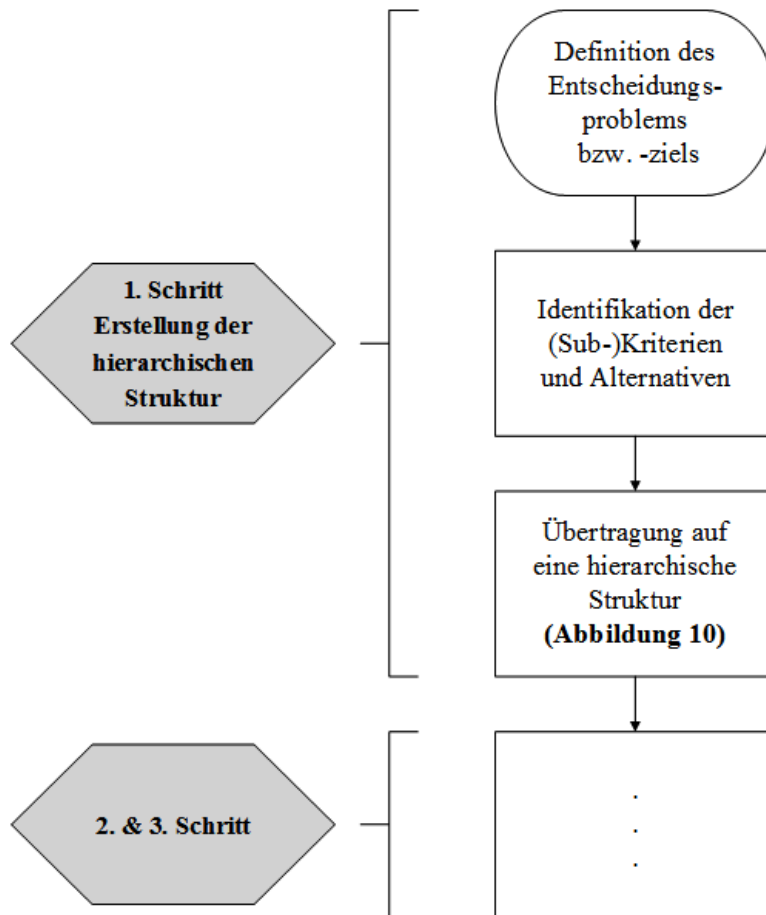 Definition des
Entscheidungs-
problems
bzw. -ziels
1. Schritt
Erstellung der
hierarchischen
Struktur
Identifikation der
(Sub-)Kriterien
und Alternativen
Übertragung auf
eine hierarchische
Struktur
(Abbildung 10)
2. & 3. Schritt
.
.
.